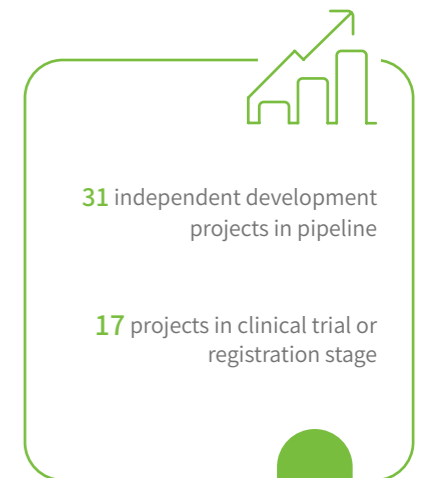 31 independent development
projects in pipeline
17 projects in clinical trial or
registration stage